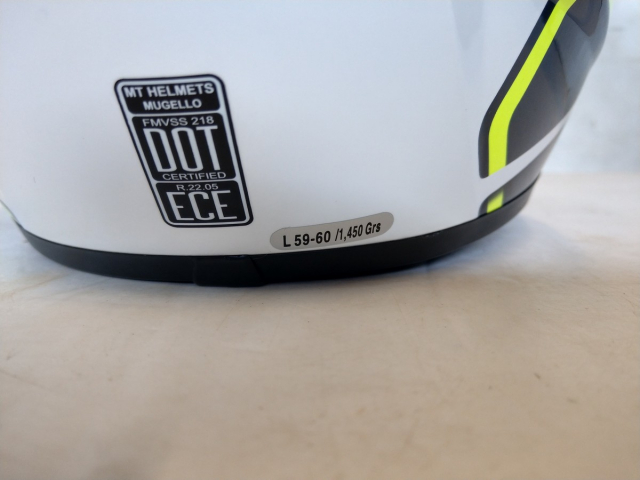 MT HELMETS
MUGELLO
FMVSS 218
DOT
CERTIFIED
R.22.05
ECE
L 59-60 /1,450 Grs